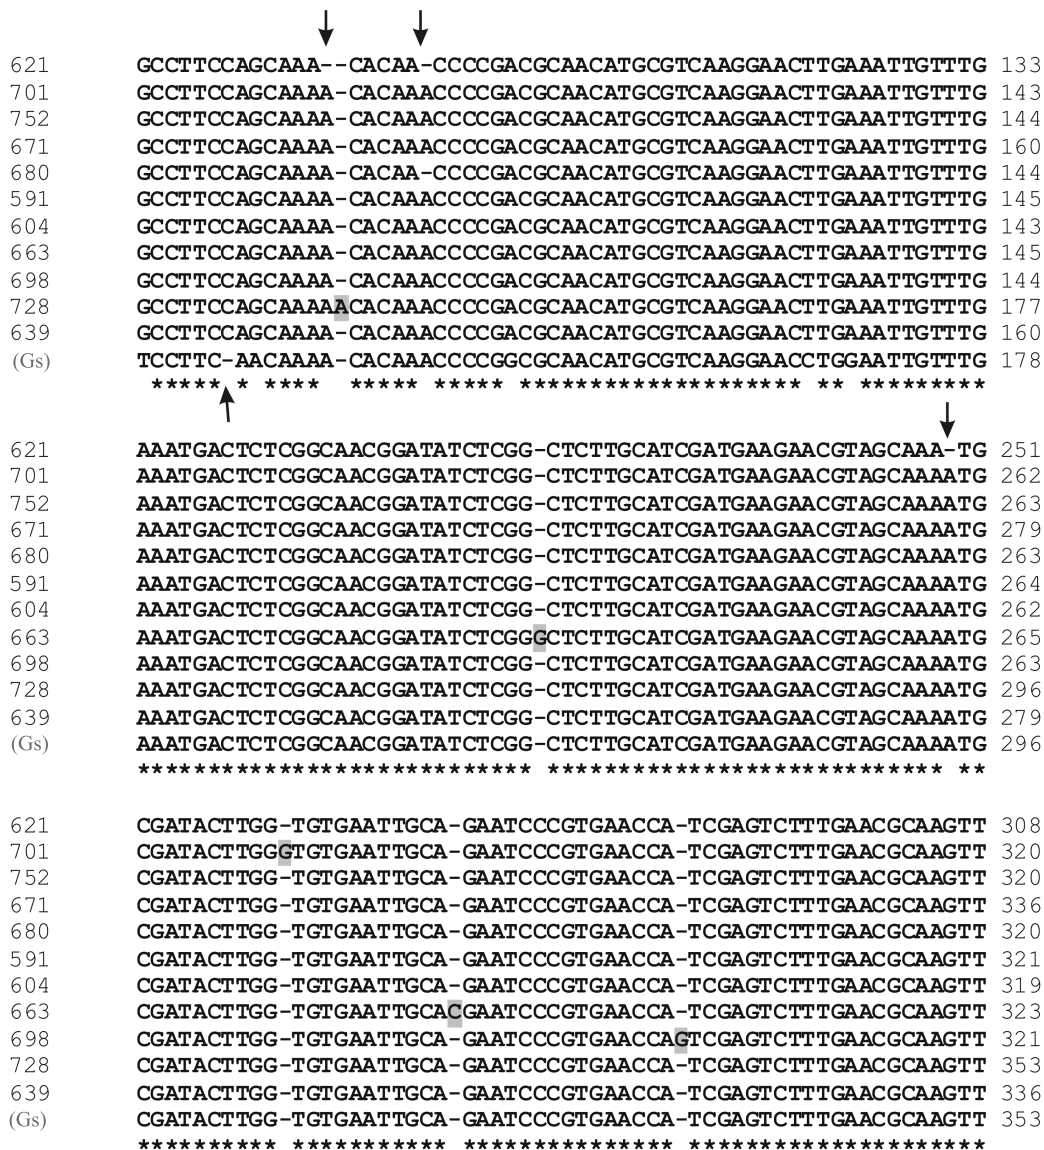 621 GCCTTCCAGCAAA--CACAA-CCCCGACGCAACATGCGTCAAGGAACTTGAAATTGTTTG 133
701 GCCTTCCAGCAAAA-CACAAACCCCGACGCAACATGCGTCAAGGAACTTGAAATTGTTTG 143
752 GCCTTCCAGCAAAA-CACAAACCCCGACGCAACATGCGTCAAGGAACTTGAAATTGTTTG 144
671 GCCTTCCAGCAAAA-CACAAACCCCGACGCAACATGCGTCAAGGAACTTGAAATTGTTTG 160
680 GCCTTCCAGCAAAA-CACAA-CCCCGACGCAACATGCGTCAAGGAACTTGAAATTGTTTG 144
591 GCCTTCCAGCAAAA-CACAAACCCCGACGCAACATGCGTCAAGGAACTTGAAATTGTTTG 145
604 GCCTTCCAGCAAAA-CACAAACCCCGACGCAACATGCGTCAAGGAACTTGAAATTGTTTG 143
663 GCCTTCCAGCAAAA-CACAAACCCCGACGCAACATGCGTCAAGGAACTTGAAATTGTTTG 145
698 GCCTTCCAGCAAAA-CACAAACCCCGACGCAACATGCGTCAAGGAACTTGAAATTGTTTG 144
728 GCCTTCCAGCAAAAACACAAACCCCGACGCAACATGCGTCAAGGAACTTGAAATTGTTTG 177
639 GCCTTCCAGCAAAA-CACAAACCCCGACGCAACATGCGTCAAGGAACTTGAAATTGTTTG 160
(Gs) TCCTTC-AACAAAA-CACAAACCCCGGCGCAACATGCGTCAAGGAACCTGGAATTGTTTG 178
***** * ****  ***** ***** ******************** ** *********
621 AAATGACTCTCGGCAACGGATATCTCGG-CTCTTGCATCGATGAAGAACGTAGCAAA-TG 251
701 AAATGACTCTCGGCAACGGATATCTCGG-CTCTTGCATCGATGAAGAACGTAGCAAAATG 262
752 AAATGACTCTCGGCAACGGATATCTCGG-CTCTTGCATCGATGAAGAACGTAGCAAAATG 263
671 AAATGACTCTCGGCAACGGATATCTCGG-CTCTTGCATCGATGAAGAACGTAGCAAAATG 279
680 AAATGACTCTCGGCAACGGATATCTCGG-CTCTTGCATCGATGAAGAACGTAGCAAAATG 263
591 AAATGACTCTCGGCAACGGATATCTCGG-CTCTTGCATCGATGAAGAACGTAGCAAAATG 264
604 AAATGACTCTCGGCAACGGATATCTCGG-CTCTTGCATCGATGAAGAACGTAGCAAAATG 262
663 AAATGACTCTCGGCAACGGATATCTCGGGCTCTTGCATCGATGAAGAACGTAGCAAAATG 265
698 AAATGACTCTCGGCAACGGATATCTCGG-CTCTTGCATCGATGAAGAACGTAGCAAAATG 263
728 AAATGACTCTCGGCAACGGATATCTCGG-CTCTTGCATCGATGAAGAACGTAGCAAAATG 296
639 AAATGACTCTCGGCAACGGATATCTCGG-CTCTTGCATCGATGAAGAACGTAGCAAAATG 279
(Gs) AAATGACTCTCGGCAACGGATATCTCGG-CTCTTGCATCGATGAAGAACGTAGCAAAATG 296
**************************** **************************** **
621 CGATACTTGG-TGTGAATTGCA-GAATCCCGTGAACCA-TCGAGTCTTTGAACGCAAGTT 308
701 CGATACTTGGGTGTGAATTGCA-GAATCCCGTGAACCA-TCGAGTCTTTGAACGCAAGTT 320
752 CGATACTTGG-TGTGAATTGCA-GAATCCCGTGAACCA-TCGAGTCTTTGAACGCAAGTT 320
671 CGATACTTGG-TGTGAATTGCA-GAATCCCGTGAACCA-TCGAGTCTTTGAACGCAAGTT 336
680 CGATACTTGG-TGTGAATTGCA-GAATCCCGTGAACCA-TCGAGTCTTTGAACGCAAGTT 320
591 CGATACTTGG-TGTGAATTGCA-GAATCCCGTGAACCA-TCGAGTCTTTGAACGCAAGTT 321
604 CGATACTTGG-TGTGAATTGCA-GAATCCCGTGAACCA-TCGAGTCTTTGAACGCAAGTT 319
663 CGATACTTGG-TGTGAATTGCACGAATCCCGTGAACCA-TCGAGTCTTTGAACGCAAGTT 323
698 CGATACTTGG-TGTGAATTGCA-GAATCCCGTGAACCAGTCGAGTCTTTGAACGCAAGTT 321
728 CGATACTTGG-TGTGAATTGCA-GAATCCCGTGAACCA-TCGAGTCTTTGAACGCAAGTT 353
639 CGATACTTGG-TGTGAATTGCA-GAATCCCGTGAACCA-TCGAGTCTTTGAACGCAAGTT 336
(Gs) CGATACTTGG-TGTGAATTGCA-GAATCCCGTGAACCA-TCGAGTCTTTGAACGCAAGTT 353
********** *********** *************** *********************